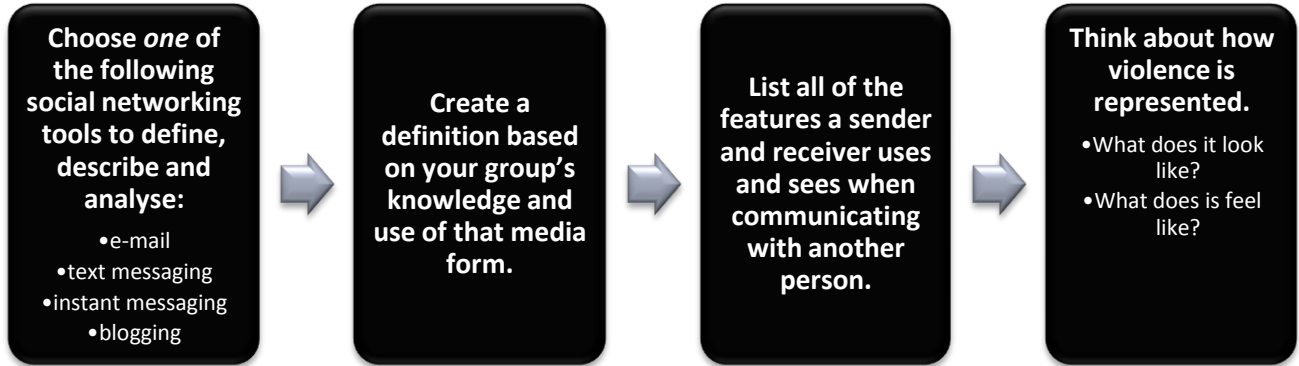 Choose one of
the following
social networking
tools to define,
describe and
analyse:
•e-mail
•text messaging
•instant messaging
•blogging
Create a
definition based
on your group's
knowledge and
use of that media
form.
List all of the
features a sender
and receiver uses
and sees when
communicating
with another
person.
Think about how
violence is
represented.
•What does it look
like?
•What does is feel
like?